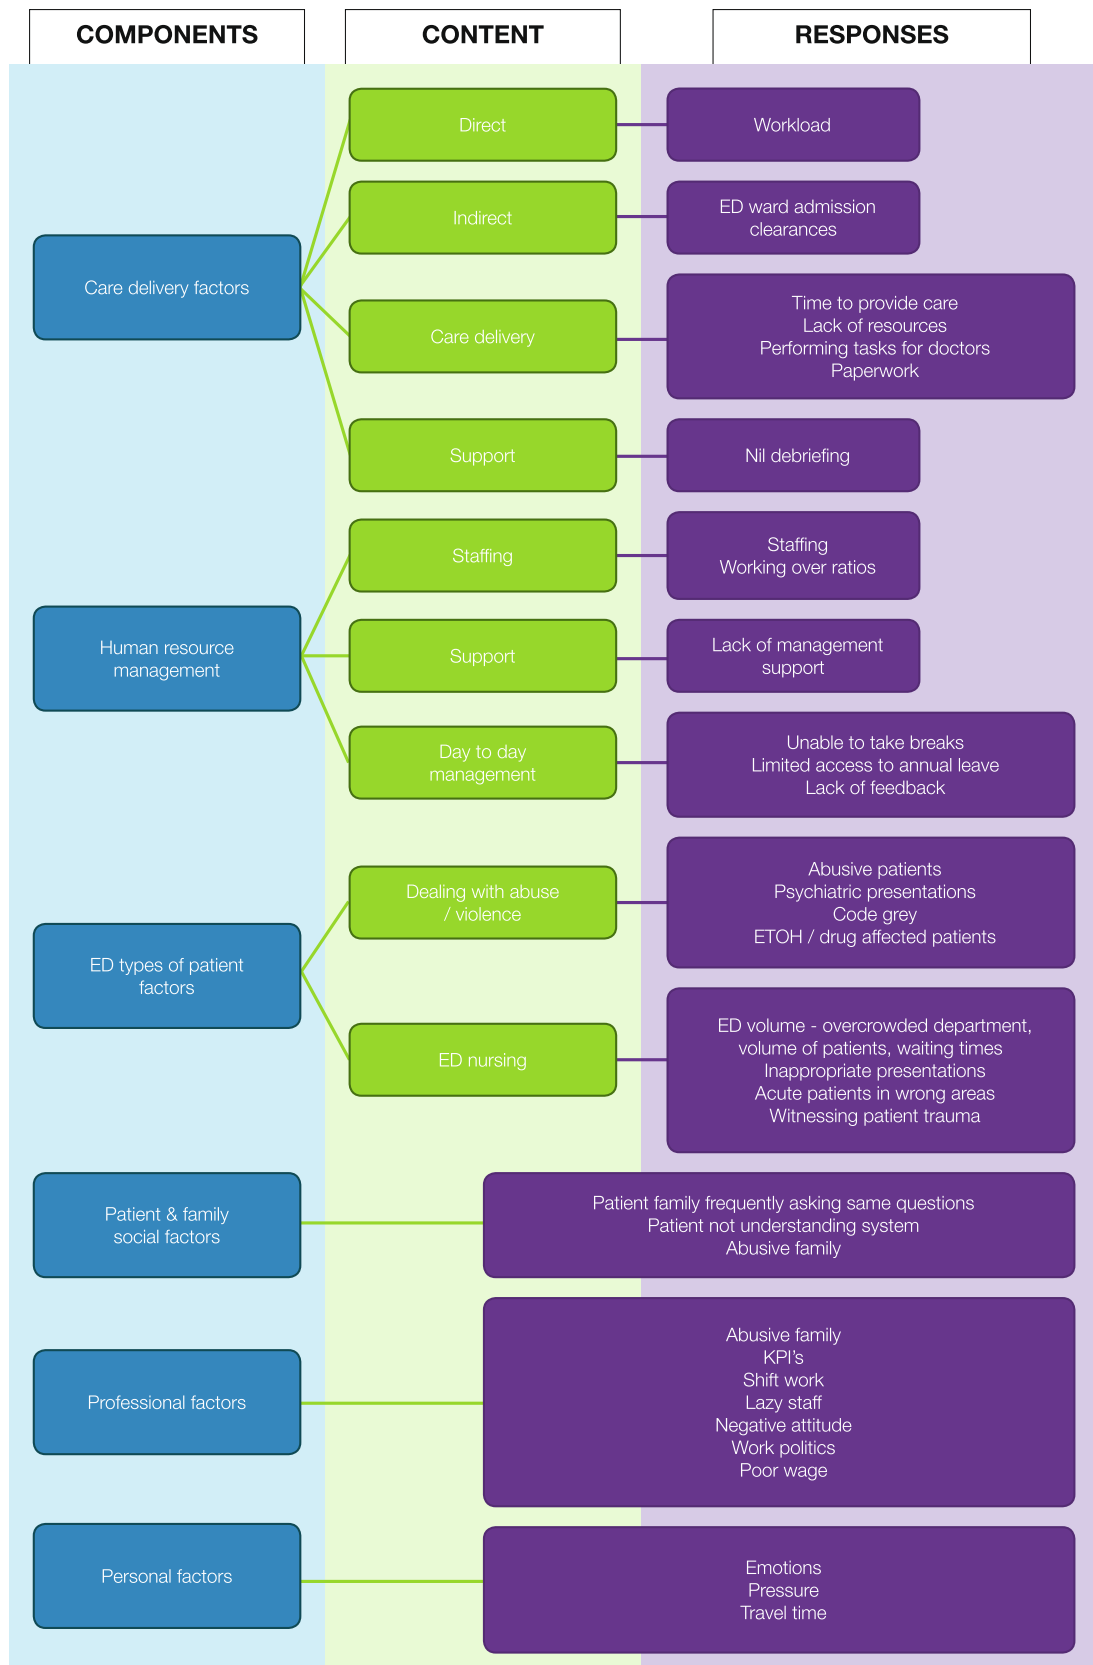 COMPONENTS
CONTENT
RESPONSES
Care delivery factors
Direct
Workload
Indirect
ED ward admission
clearances
Care delivery
Time to provide care
Lack of resources
Performing tasks for doctors
Paperwork
Support
Nil debriefing
Human resource
management
Staffing
Staffing
Working over ratios
Support
Lack of management
support
Day to day
management
Unable to take breaks
Limited access to annual leave
Lack of feedback
ED types of patient
factors
Dealing with abuse
/ violence
Abusive patients
Psychiatric presentations
Code grey
ETOH / drug affected patients
ED nursing
ED volume - overcrowded department,
volume of patients, waiting times
Inappropriate presentations
Acute patients in wrong areas
Witnessing patient trauma
Patient & family
social factors
Patient family frequently asking same questions
Patient not understanding system
Abusive family
Professional factors
Abusive family
KPI's
Shift work
Lazy staff
Negative attitude
Work politics
Poor wage
Personal factors
Emotions
Pressure
Travel time